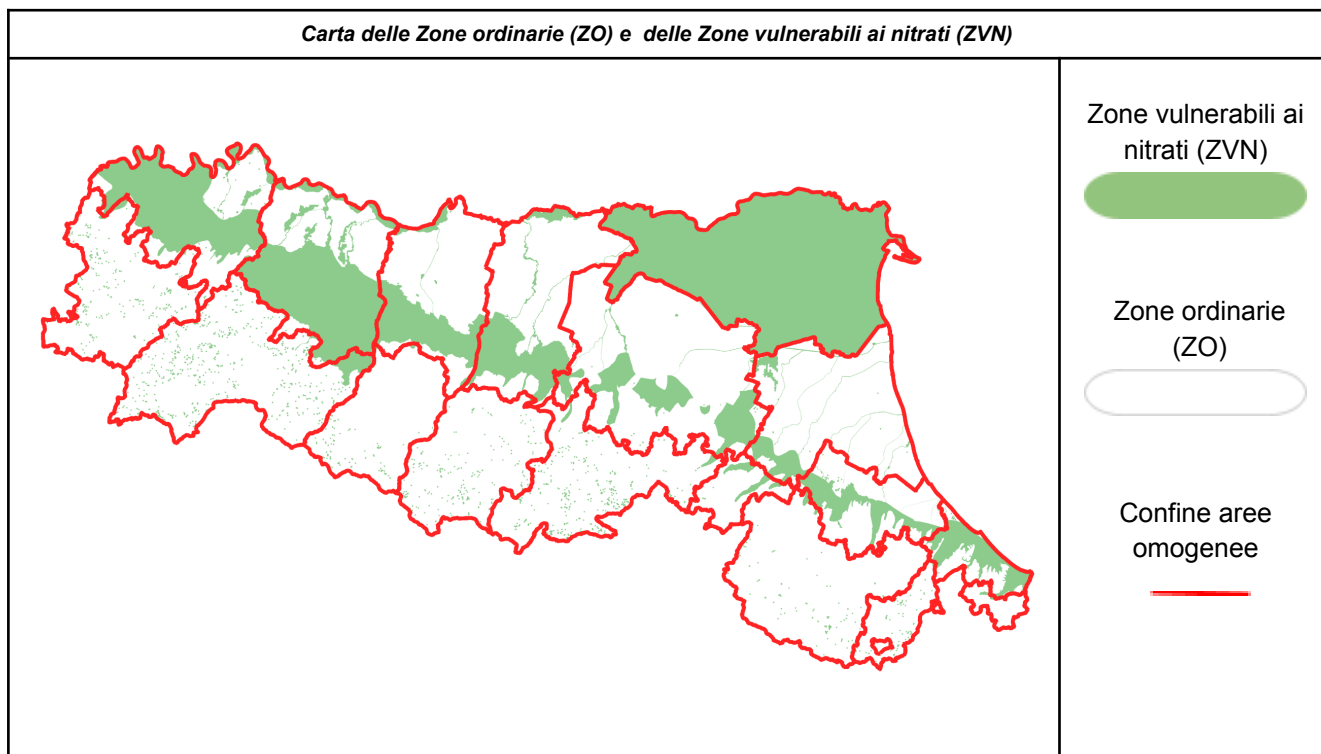 Carta delle Zone ordinarie (ZO) e delle Zone vulnerabili ai nitrati (ZVN)
Zone vulnerabili ai
nitrati (ZVN)
Zone ordinarie
(ZO)
Confine aree
omogenee